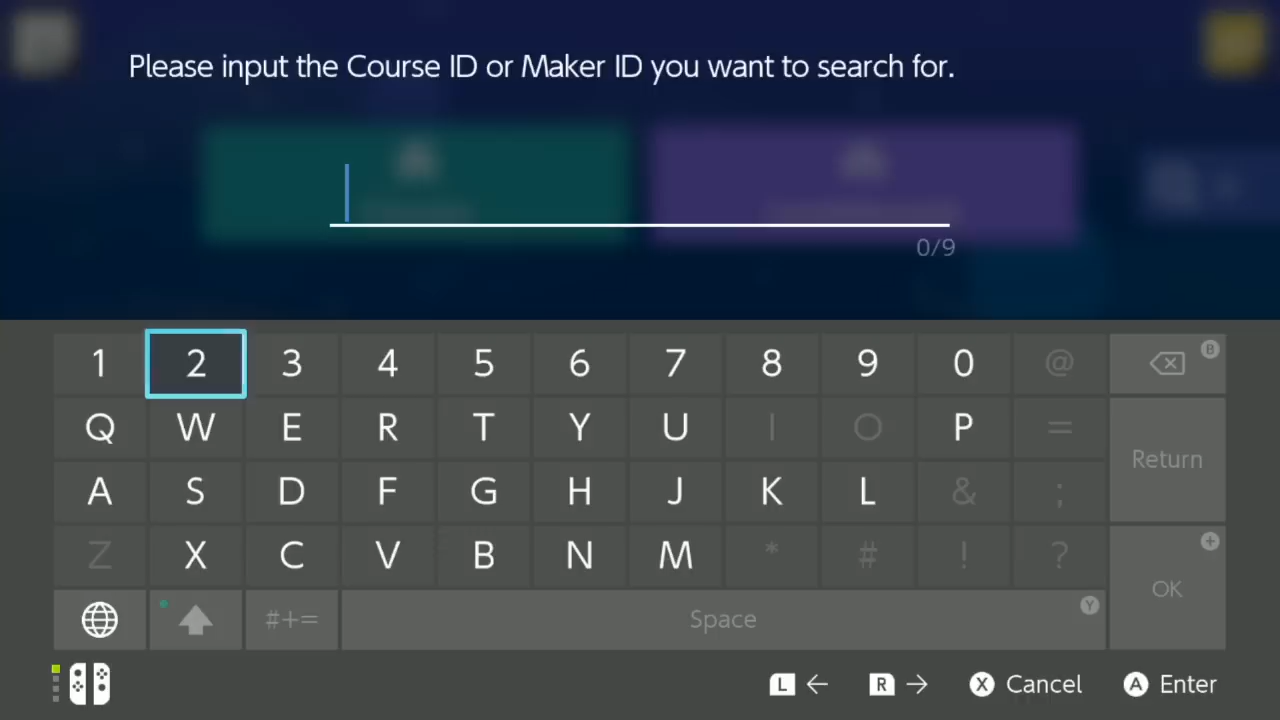 Please input the Course ID or Maker ID you want to search for.
0/9
1 2 3 4 5 6 7 8 9 0 @ B
Q W E R T Y U I O P = Return
A S D F G H J K L & ;
Z X C V B N M * # ! ? + OK
#+= Space Y
L ← R → X Cancel A Enter